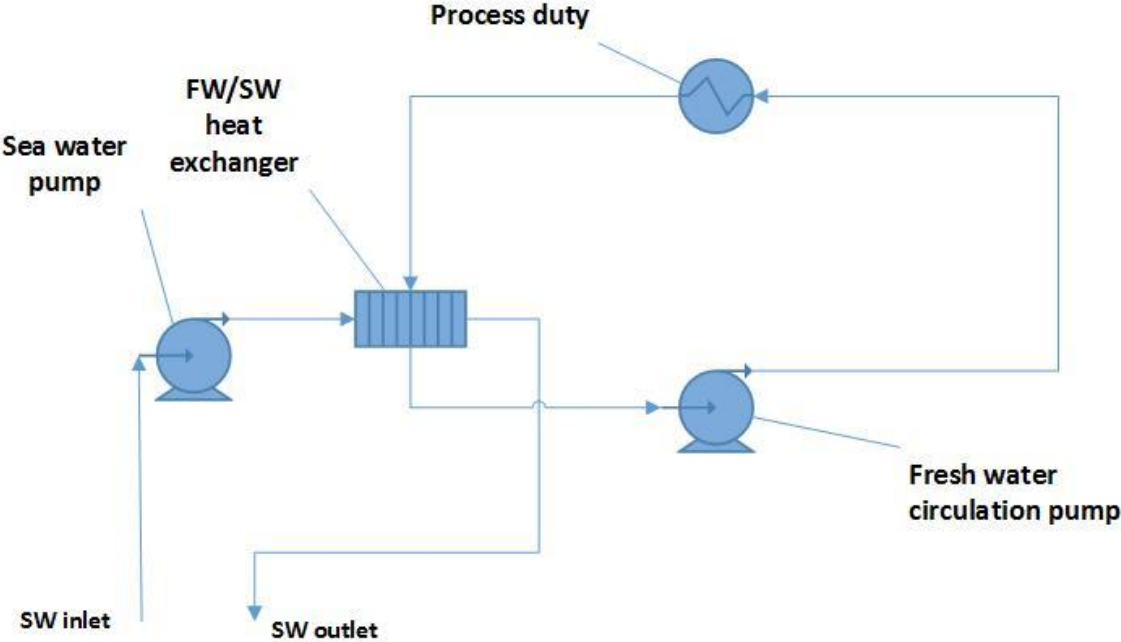 Process duty
FW/SW
heat
exchanger
Sea water
pump
Fresh water
circulation pump
SW inlet
SW outlet